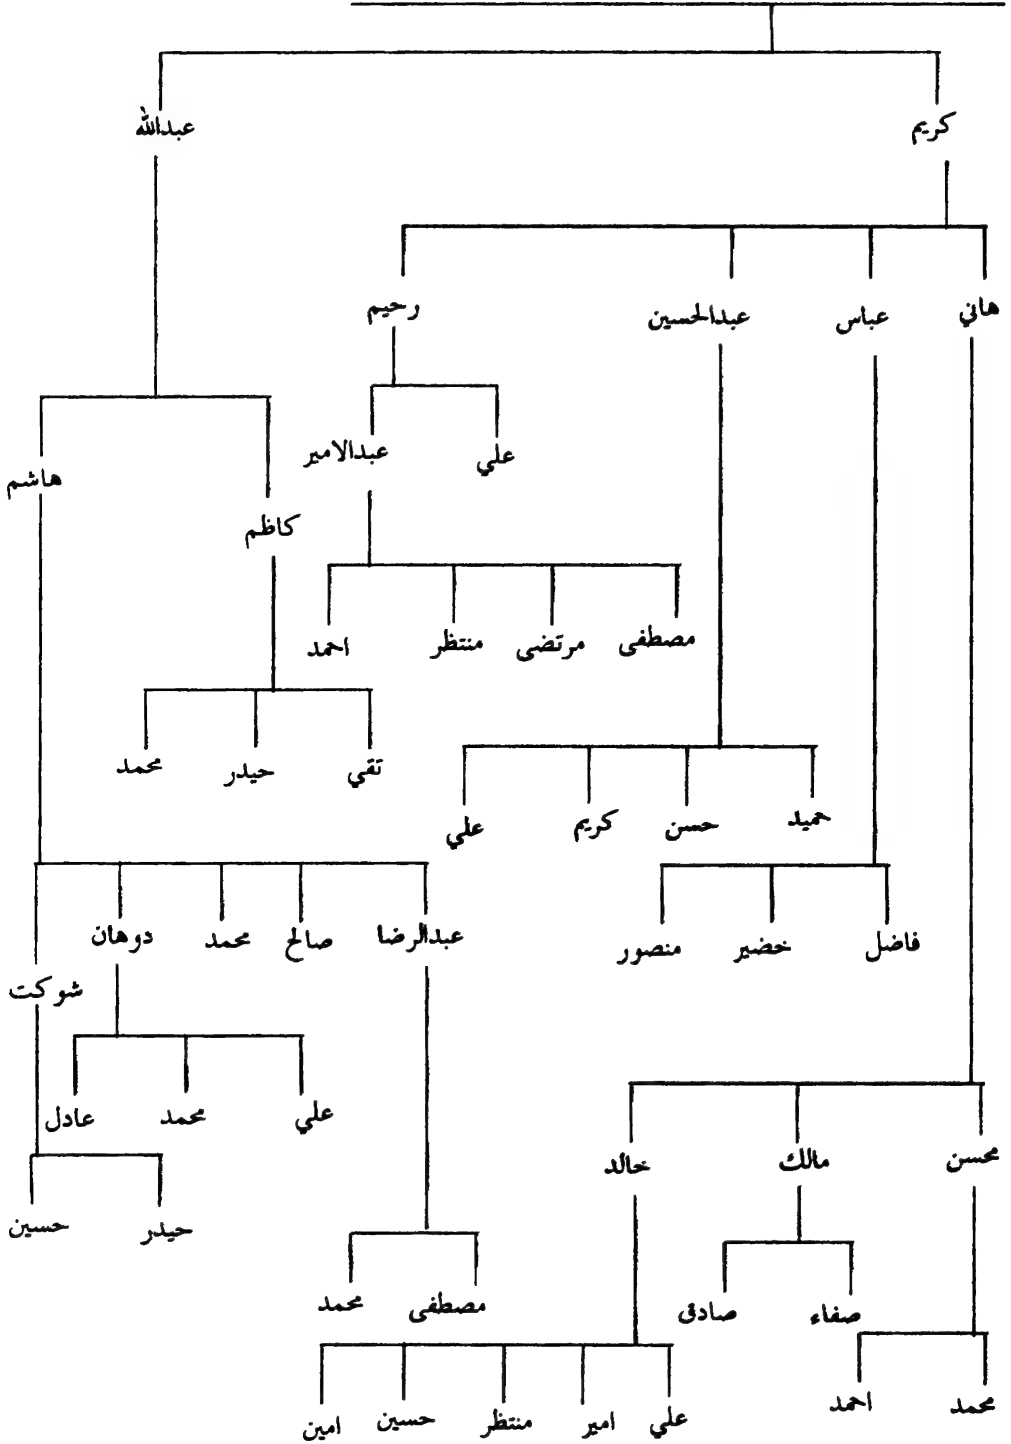 كريم عبدالله
هاني عباس عبدالحسين رحيم
علي عبدالامير هاشم
كاظم
مصطفى مرتضى منتظر احمد
تقي حيدر محمد
حميد حسن كريم علي
فاضل خضير منصور
عبدالرضا صالح محمد دوهان
شوكت
علي محمد عادل
محسن مالك خالد
حيدر حسين
صفاء صادق مصطفى محمد
محمد احمد
علي امير منتظر حسين امين